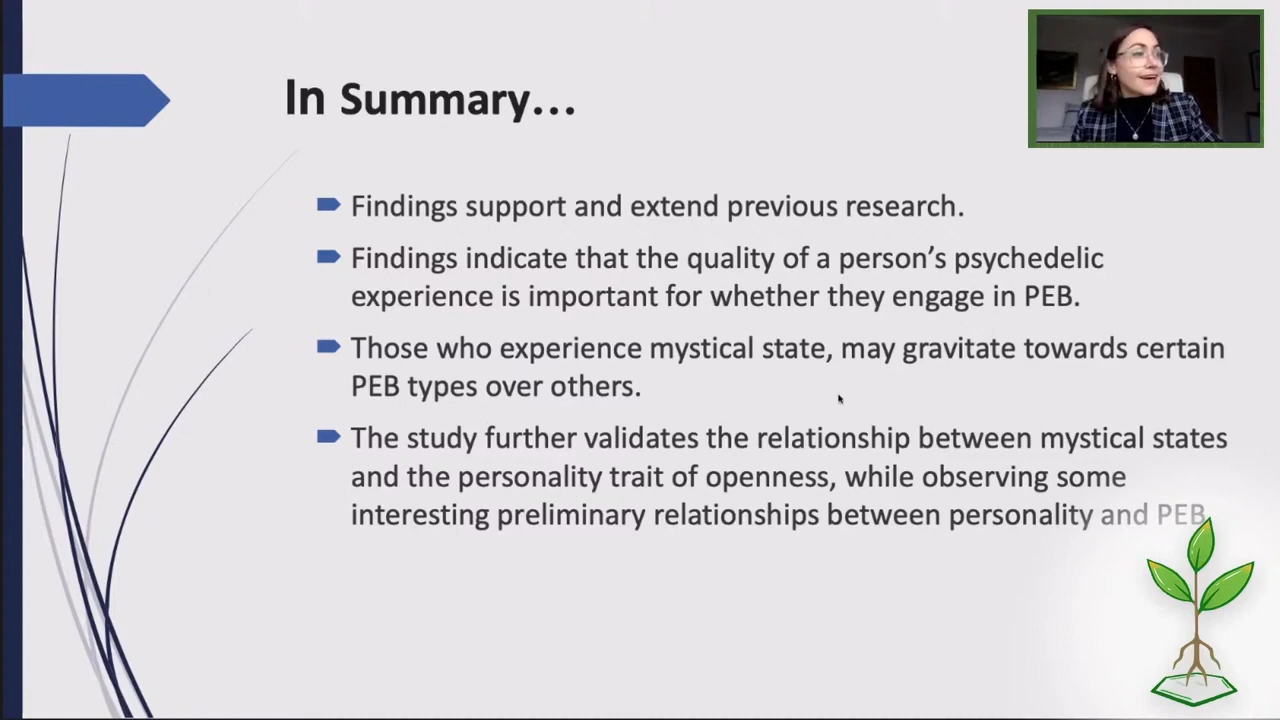 In Summary…
Findings support and extend previous research.
Findings indicate that the quality of a person’s psychedelic
experience is important for whether they engage in PEB.
Those who experience mystical state, may gravitate towards certain
PEB types over others.
The study further validates the relationship between mystical states
and the personality trait of openness, while observing some
interesting preliminary relationships between personality and PEB